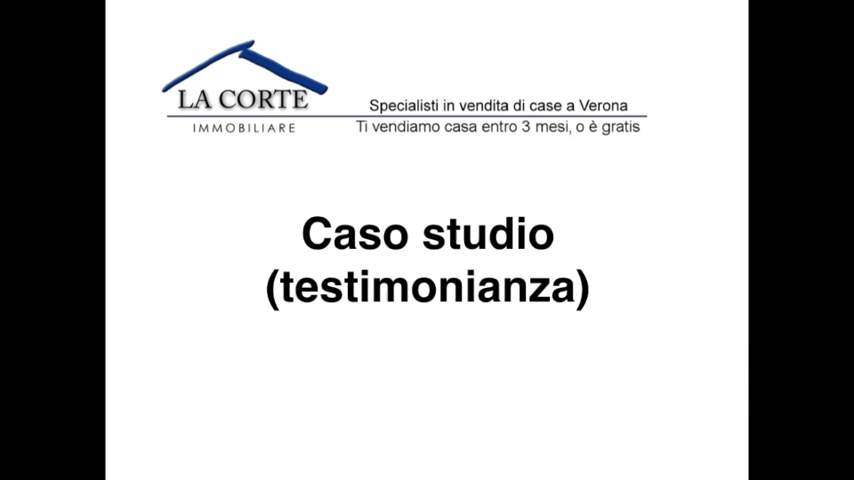 LA CORTE
IMMOBILIARE
Specialisti in vendita di case a Verona
Ti vendiamo casa entro 3 mesi, o è gratis
Caso studio
(testimonianza)